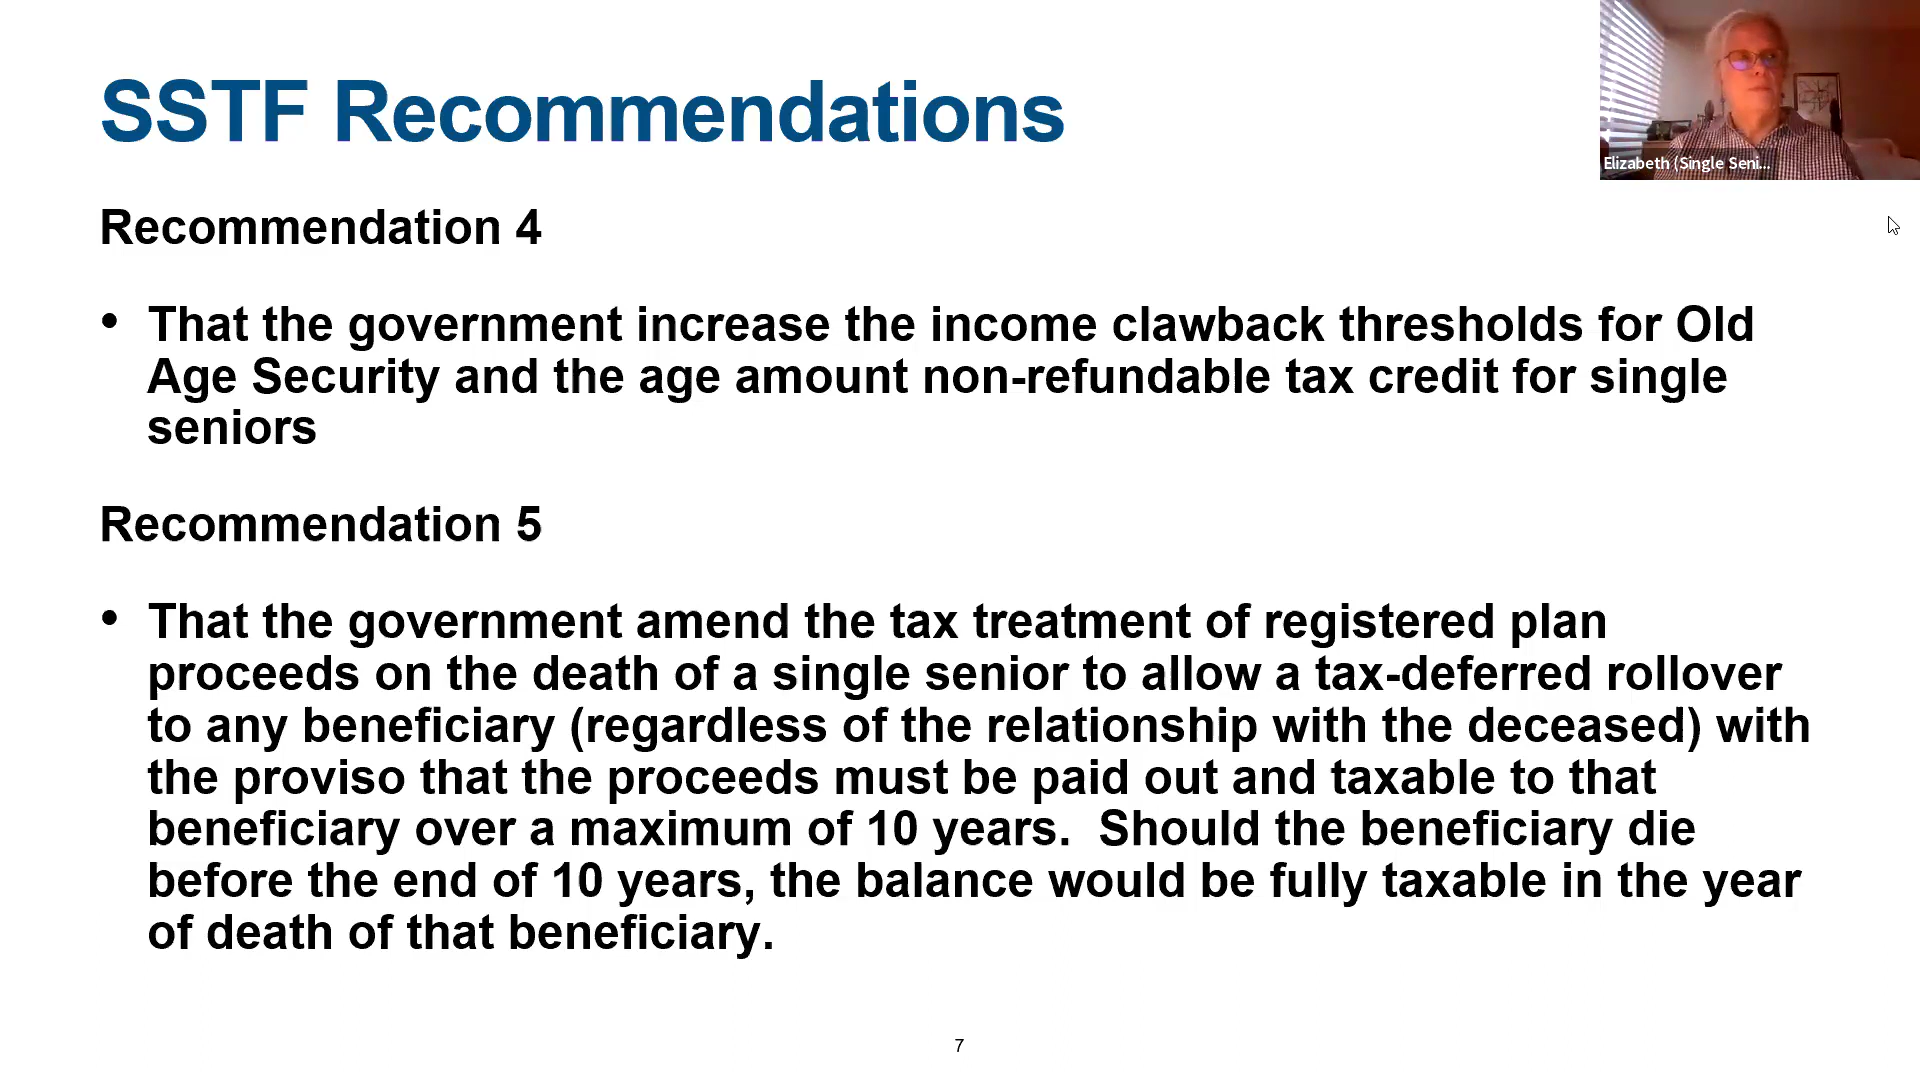 SSTF Recommendations
Elizabeth (Single Seni...
Recommendation 4
• That the government increase the income clawback thresholds for Old
Age Security and the age amount non-refundable tax credit for single
seniors
Recommendation 5
• That the government amend the tax treatment of registered plan
proceeds on the death of a single senior to allow a tax-deferred rollover
to any beneficiary (regardless of the relationship with the deceased) with
the proviso that the proceeds must be paid out and taxable to that
beneficiary over a maximum of 10 years.  Should the beneficiary die
before the end of 10 years, the balance would be fully taxable in the year
of death of that beneficiary.
7